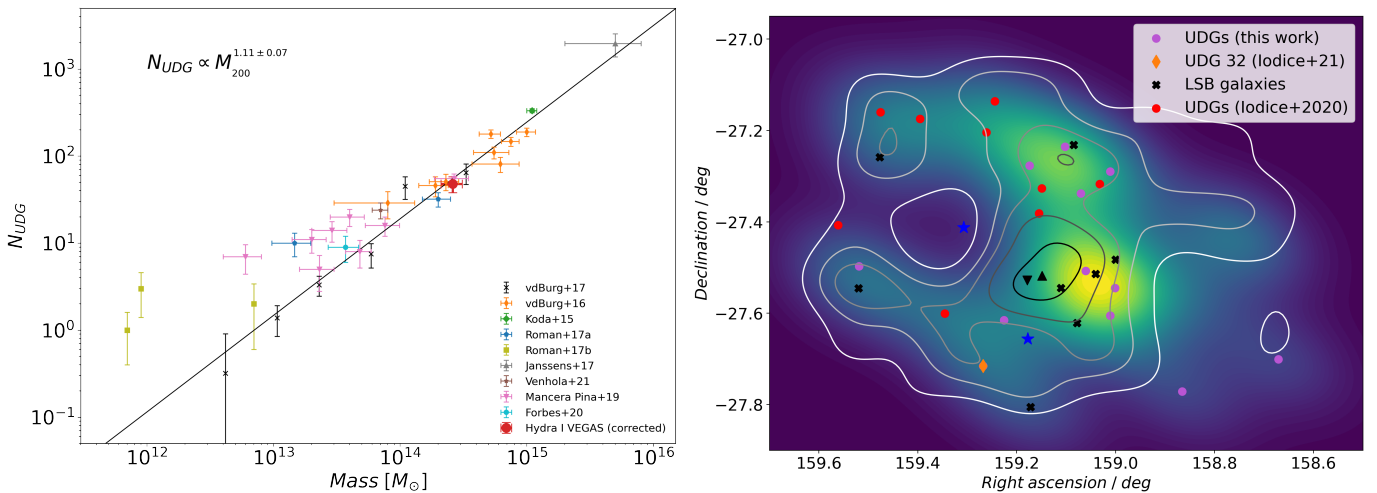 N_UDG ∝ M_200^1.11 ± 0.07
N_UDG
10^3
10^2
10^1
10^0
10^−1
10^12
10^13
10^14
10^15
10^16
Mass [M_⊙]
vdBurg+17
vdBurg+16
Koda+15
Roman+17a
Roman+17b
Janssens+17
Venhola+21
Mancera Pina+19
Forbes+20
Hydra I VEGAS (corrected)
Declination / deg
−27.0
−27.2
−27.4
−27.6
−27.8
159.6
159.4
159.2
159.0
158.8
158.6
Right ascension / deg
UDGs (this work)
UDG 32 (Iodice+21)
LSB galaxies
UDGs (Iodice+2020)